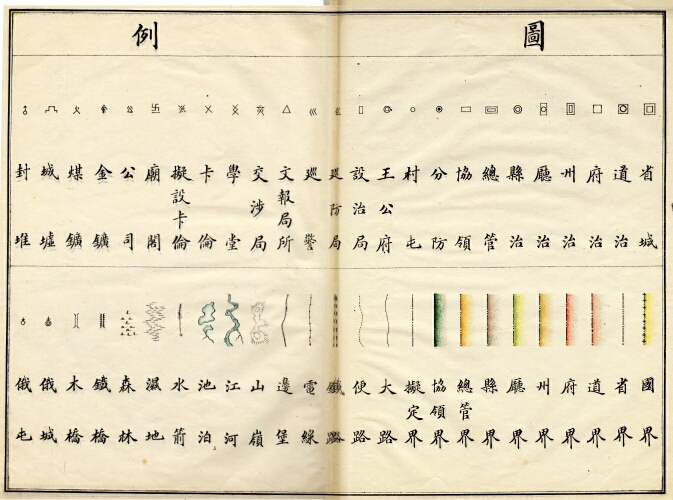 圖例
省城
道治
府治
州治
廳治
縣治
總管
協領
分防
村屯
王公府
設治局
巡防局
巡警
文報局所
交涉局
學堂
卡倫
擬設卡倫
廟閣
公司
金鑛
煤鑛
城墟
封堆
國界
省界
道界
府界
州界
廳界
縣界
總管界
協領界
擬定界
大路
便路
鐵路
電線
邊堡
山嶺
江河
池泊
水箭
濕地
森林
鐵橋
木橋
俄城
俄屯